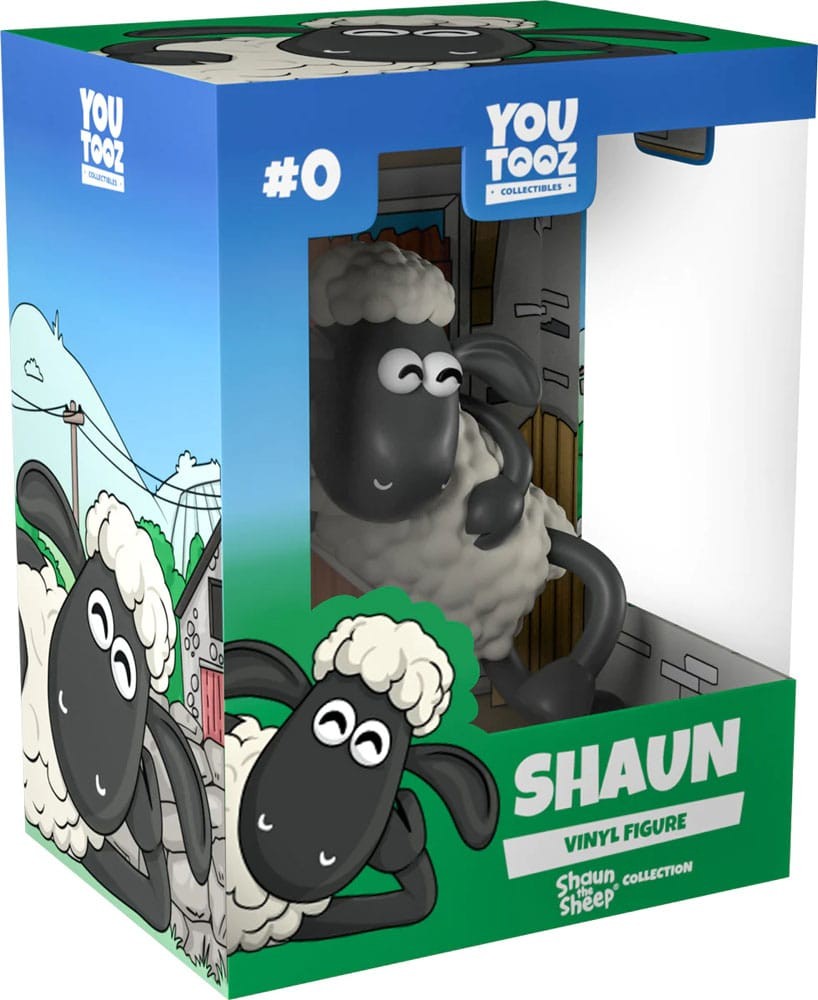 YOU
TOOZ
COLLECTIBLES
#0
YOU
TOOZ
· COLLECTIBLES ·
SHAUN
VINYL FIGURE
Shaun
the
Sheep® COLLECTION